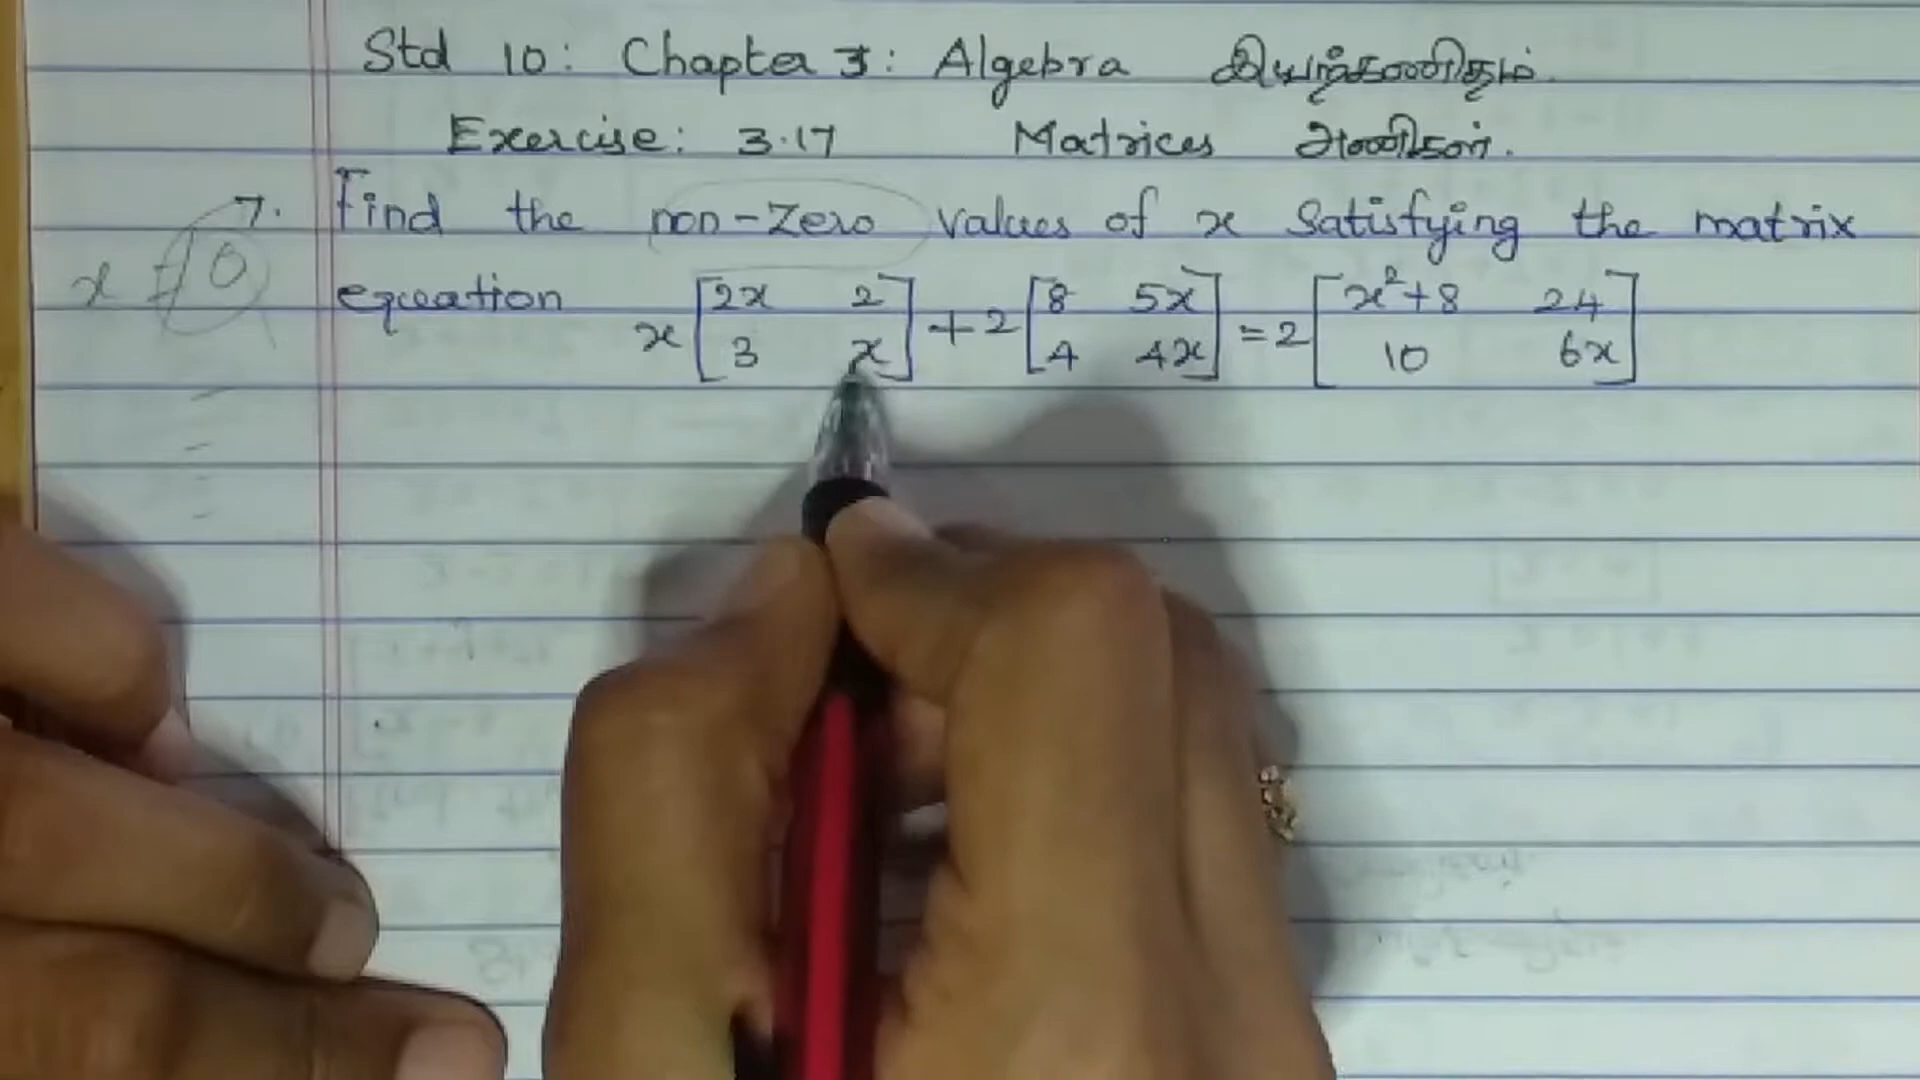 Std 10: Chapter 3: Algebra இயற்கணிதம்.
Exercise: 3.17 Matrices அணிகள்.
7. Find the non-Zero values of x Satisfying the matrix
x ≠ 0 equation x [2x 2; 3 x] + 2 [8 5x; 4 4x] = 2 [x²+8 24; 10 6x]